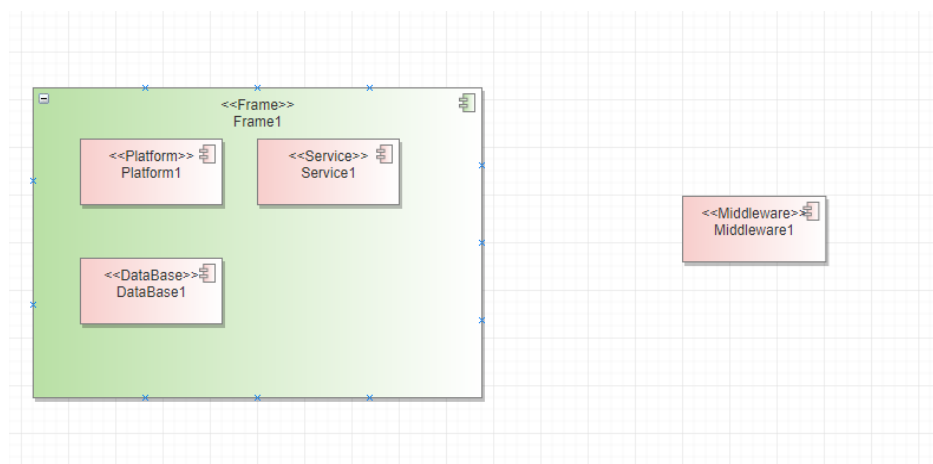 <<Frame>>
Frame1
<<Platform>>
Platform1
<<Service>>
Service1
<<DataBase>>
DataBase1
<<Middleware>>
Middleware1